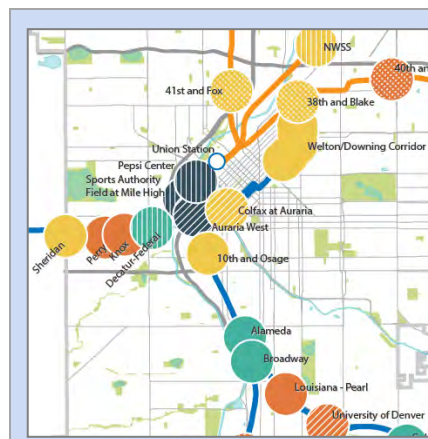 NWSS
40th an
41st and Fox
38th and Blake
Union Station
Welton/Downing Corridor
Pepsi Center
Sports Authority
Field at Mile High
Colfax at Auraria
Auraria West
Sheridan
Perry
Knox
Decatur-Federal
10th and Osage
Alameda
Broadway
Louisiana - Pearl
University of Denver